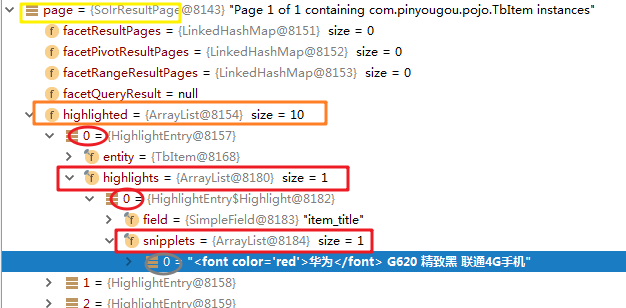 page = {SolrResultPage@8143} "Page 1 of 1 containing com.pinyougou.pojo.TbItem instances"
facetResultPages = {LinkedHashMap@8151} size = 0
facetPivotResultPages = {LinkedHashMap@8152} size = 0
facetRangeResultPages = {LinkedHashMap@8153} size = 0
facetQueryResult = null
highlighted = {ArrayList@8154} size = 10
0 = {HighlightEntry@8157}
entity = {TbItem@8168}
highlights = {ArrayList@8180} size = 1
0 = {HighlightEntry$Highlight@8182}
field = {SimpleField@8183} "item_title"
snipplets = {ArrayList@8184} size = 1
0 = "<font color='red'>华为</font> G620 精致黑 联通4G手机"
1 = {HighlightEntry@8158}
2 = {HighlightEntry@8159}